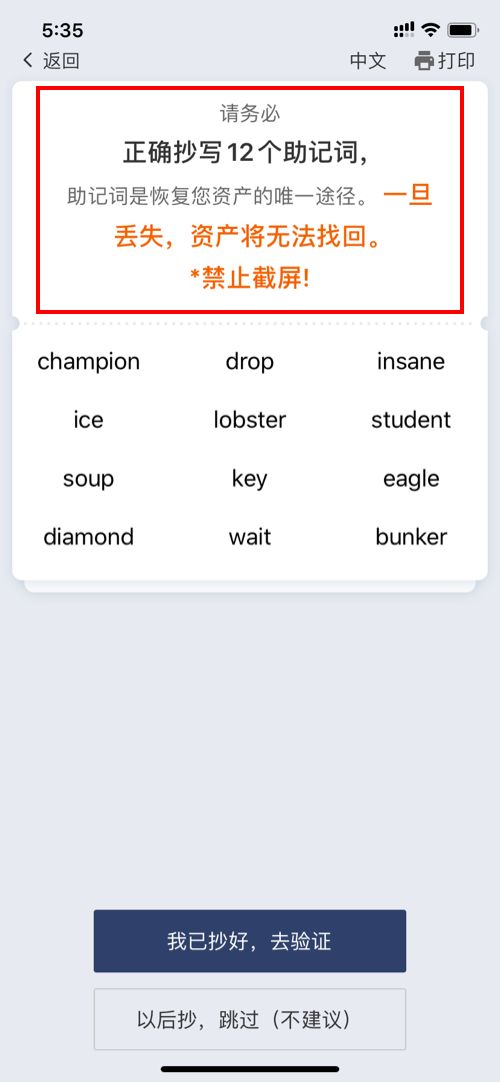 5:35
返回 中文 打印
请务必
正确抄写12个助记词，
助记词是恢复您资产的唯一途径。一旦
丢失，资产将无法找回。
*禁止截屏!
champion drop insane
ice lobster student
soup key eagle
diamond wait bunker
我已抄好，去验证
以后抄，跳过（不建议）